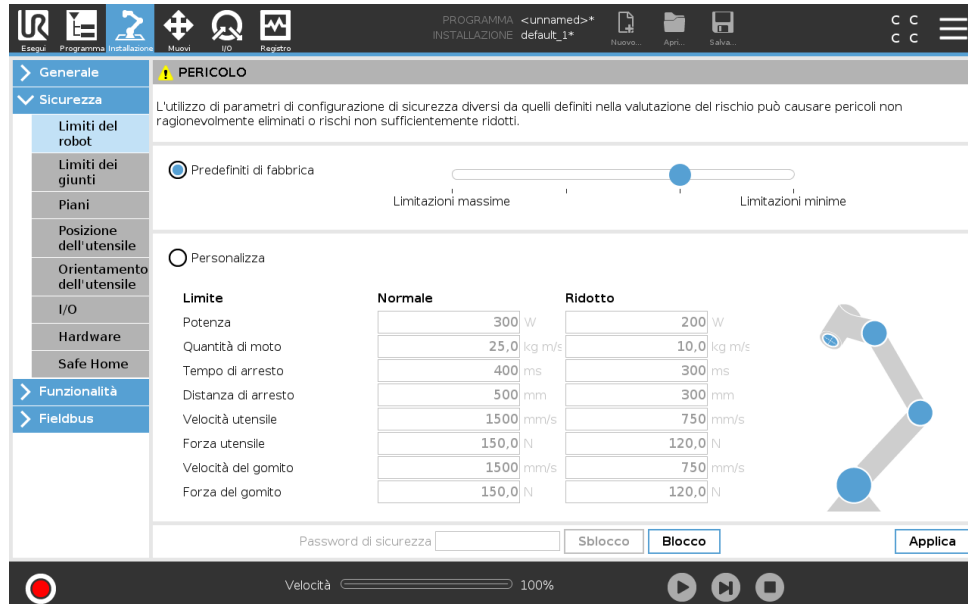 UR
PROGRAMMA <unnamed>*
INSTALLAZIONE default_1*
Esegui Programma Installazione Muovi I/O Registro Nuovo... Apri... Salva...
C C
C C
Generale
Sicurezza
Limiti del
robot
Limiti dei
giunti
Piani
Posizione
dell'utensile
Orientamento
dell'utensile
I/O
Hardware
Safe Home
Funzionalità
Fieldbus
PERICOLO
L'utilizzo di parametri di configurazione di sicurezza diversi da quelli definiti nella valutazione del rischio può causare pericoli non
ragionevolmente eliminati o rischi non sufficientemente ridotti.
Predefiniti di fabbrica
Limitazioni massime Limitazioni minime
Personalizza
Limite Normale Ridotto
Potenza 300 W 200 W
Quantità di moto 25,0 kg m/s 10,0 kg m/s
Tempo di arresto 400 ms 300 ms
Distanza di arresto 500 mm 300 mm
Velocità utensile 1500 mm/s 750 mm/s
Forza utensile 150,0 N 120,0 N
Velocità del gomito 1500 mm/s 750 mm/s
Forza del gomito 150,0 N 120,0 N
Password di sicurezza Sblocco Blocco Applica
Velocità 100%